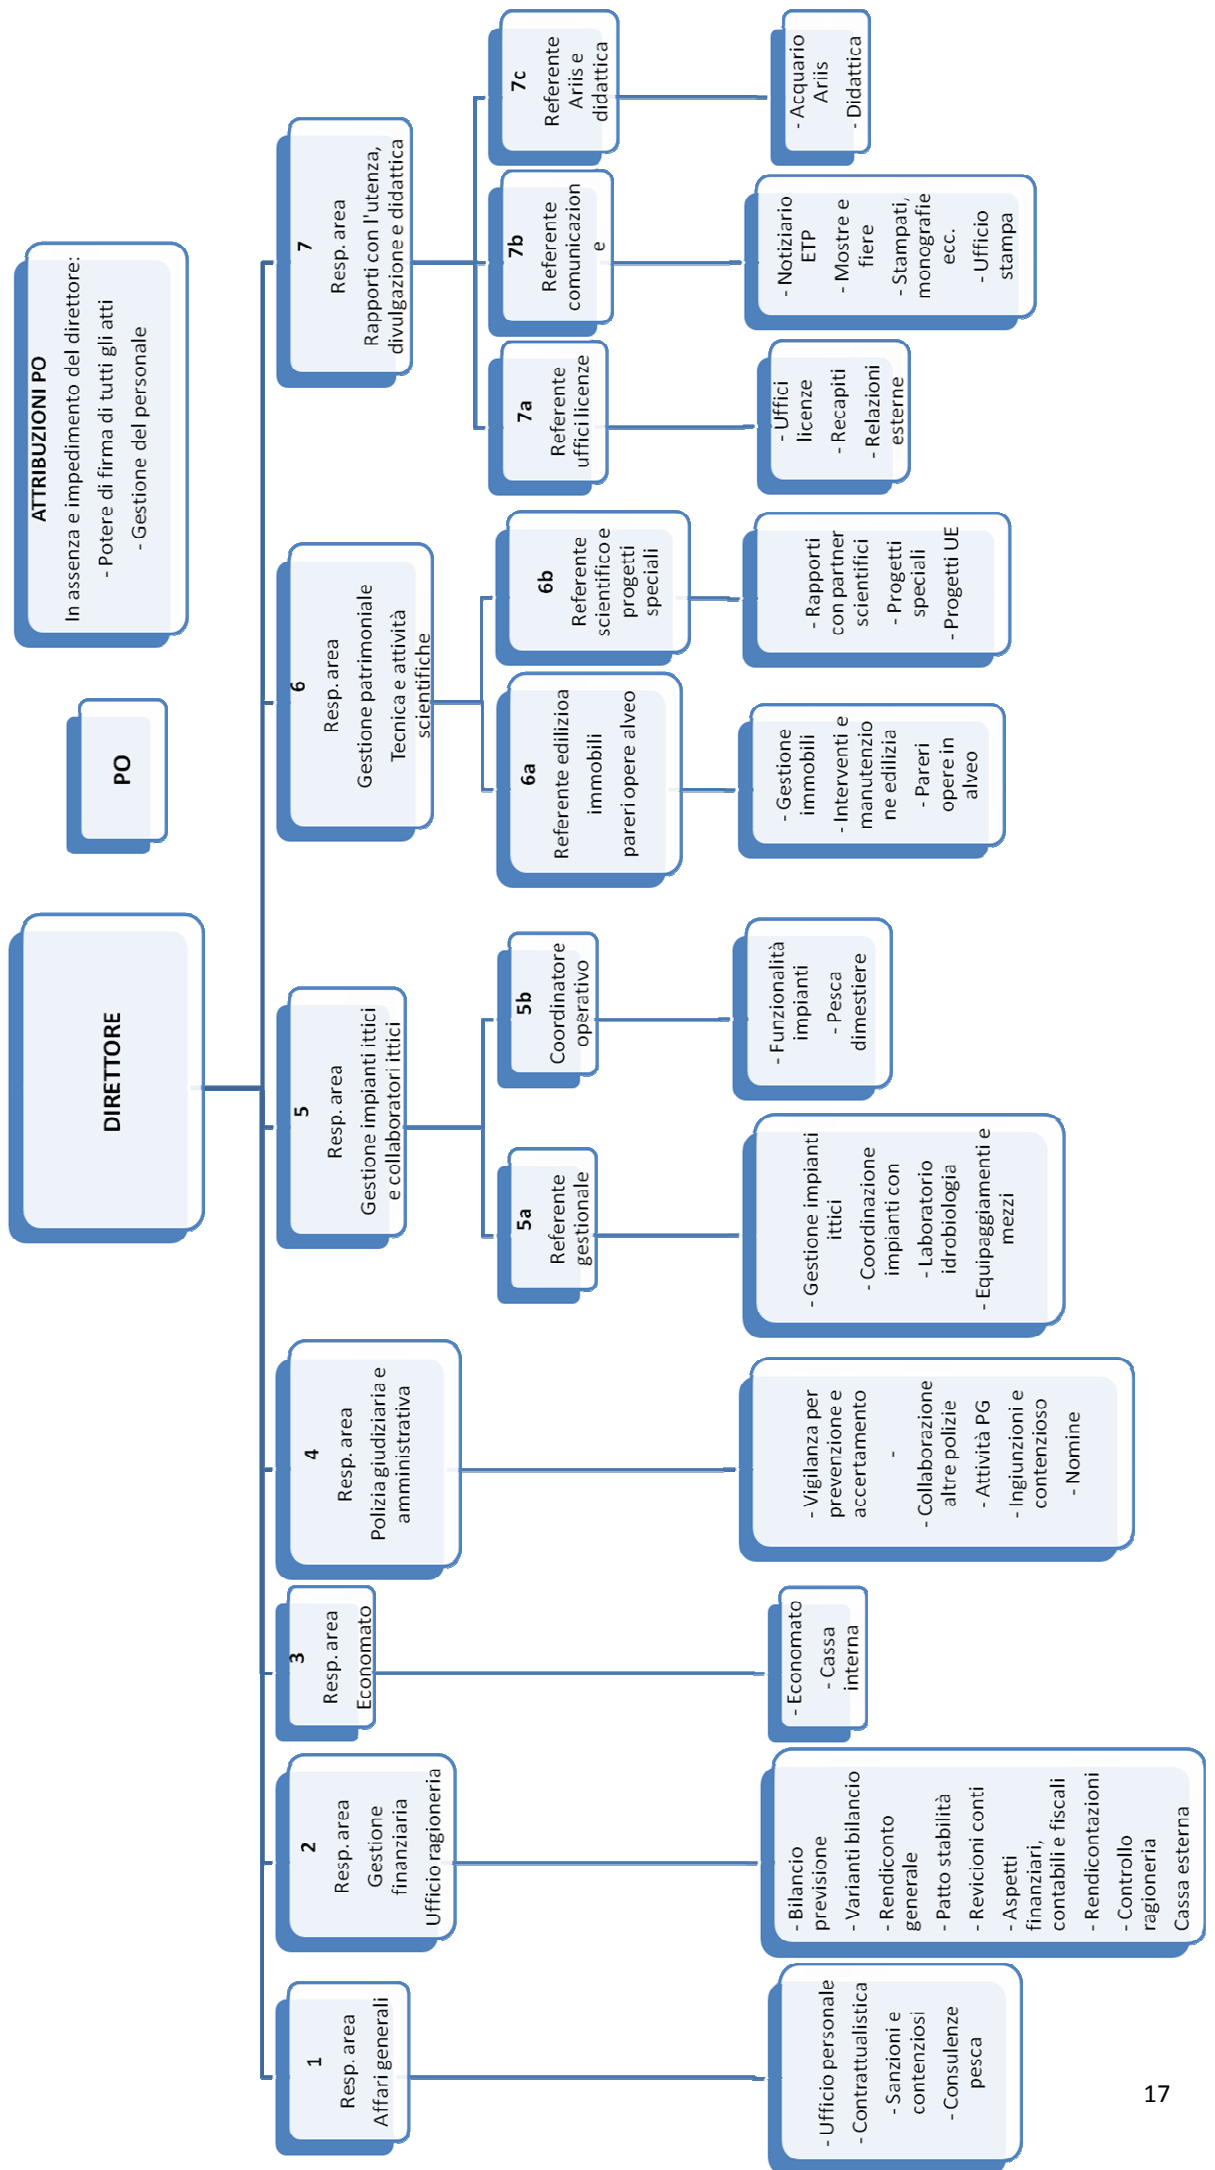 DIRETTORE
PO
ATTRIBUZIONI PO
In assenza e impedimento del direttore:
- Potere di firma di tutti gli atti
- Gestione del personale
1
Resp. area
Affari generali
- Ufficio personale
- Contrattualistica
- Sanzioni e
contenziosi
- Consulenze
pesca
2
Resp. area
Gestione
finanziaria
Ufficio ragioneria
- Bilancio
previsione
- Varianti bilancio
- Rendiconto
generale
- Patto stabilità
- Revicioni conti
- Aspetti
finanziari,
contabili e fiscali
- Rendicontazioni
- Controllo
ragioneria
Cassa esterna
3
Resp. area
Economato
- Economato
- Cassa
interna
4
Resp. area
Polizia giudiziaria e
amministrativa
- Vigilanza per
prevenzione e
accertamento
-
- Collaborazione
altre polizie
- Attività PG
- Ingiunzioni e
contenzioso
- Nomine
5
Resp. area
Gestione impianti ittici
e collaboratori ittici
5a
Referente
gestionale
- Gestione impianti
ittici
- Coordinazione
impianti con
- Laboratorio
idrobiologia
- Equipaggiamenti e
mezzi
5b
Coordinatore
operativo
- Funzionalità
impianti
- Pesca
dimestiere
6
Resp. area
Gestione patrimoniale
Tecnica e attività
scientifiche
6a
Referente edilizioa
immobili
pareri opere alveo
- Gestione
immobili
- Interventi e
manutenzio
ne edilizia
- Pareri
opere in
alveo
6b
Referente
scientifico e
progetti
speciali
- Rapporti
con partner
scientifici
- Progetti
speciali
- Progetti UE
7
Resp. area
Rapporti con l'utenza,
divulgazione e didattica
7a
Referente
uffici licenze
- Uffici
licenze
- Recapiti
- Relazioni
esterne
7b
Referente
comunicazion
e
- Notiziario
ETP
- Mostre e
fiere
- Stampati,
monografie
ecc.
- Ufficio
stampa
7c
Referente
Ariis e
didattica
- Acquario
Ariis
- Didattica
17